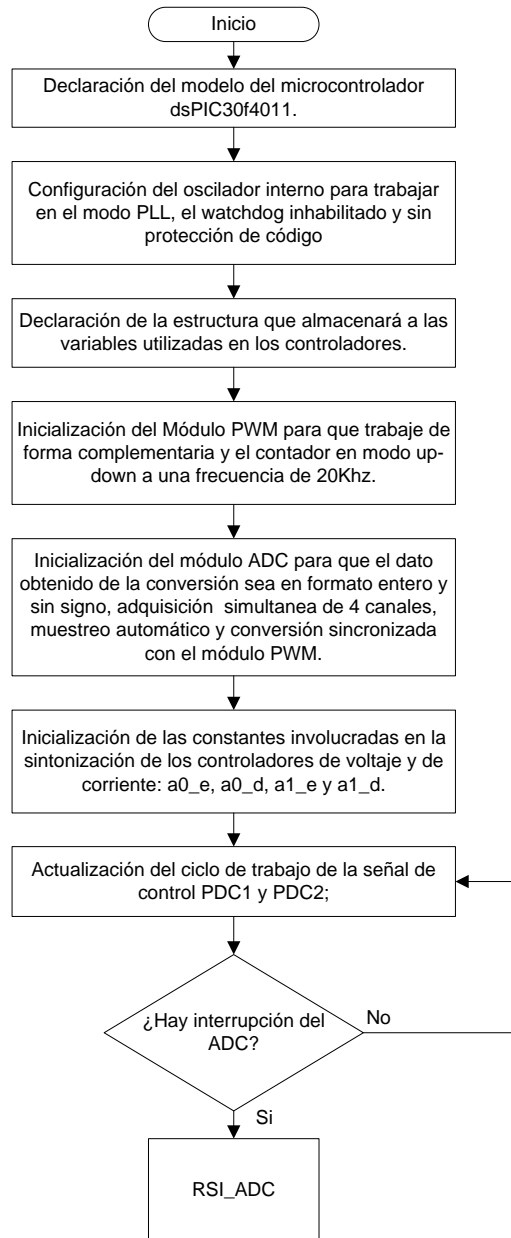 Inicio
Declaración del modelo del microcontrolador
dsPIC30f4011.
Configuración del oscilador interno para trabajar
en el modo PLL, el watchdog inhabilitado y sin
protección de código
Declaración de la estructura que almacenará a las
variables utilizadas en los controladores.
Inicialización del Módulo PWM para que trabaje de
forma complementaria y el contador en modo up-
down a una frecuencia de 20Khz.
Inicialización del módulo ADC para que el dato
obtenido de la conversión sea en formato entero y
sin signo, adquisición simultanea de 4 canales,
muestreo automático y conversión sincronizada
con el módulo PWM.
Inicialización de las constantes involucradas en la
sintonización de los controladores de voltaje y de
corriente: a0_e, a0_d, a1_e y a1_d.
Actualización del ciclo de trabajo de la señal de
control PDC1 y PDC2;
¿Hay interrupción del
ADC?
No
Si
RSI_ADC